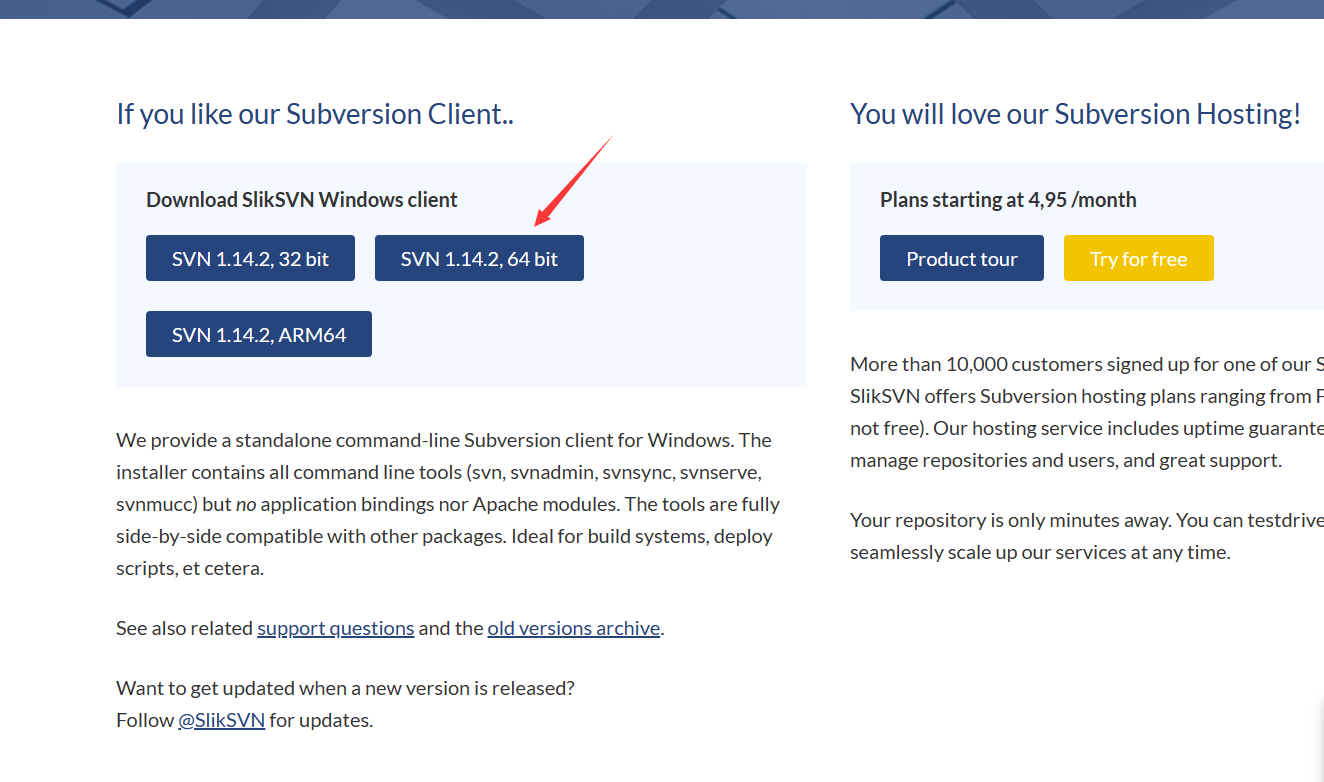 If you like our Subversion Client..
Download SlikSVN Windows client
SVN 1.14.2, 32 bit
SVN 1.14.2, 64 bit
SVN 1.14.2, ARM64
We provide a standalone command-line Subversion client for Windows. The
installer contains all command line tools (svn, svnadmin, svnsync, svnserve,
svnmucc) but no application bindings nor Apache modules. The tools are fully
side-by-side compatible with other packages. Ideal for build systems, deploy
scripts, et cetera.
See also related support questions and the old versions archive.
Want to get updated when a new version is released?
Follow @SlikSVN for updates.
You will love our Subversion Hosting!
Plans starting at 4,95 /month
Product tour
Try for free
More than 10,000 customers signed up for one of our
SlikSVN offers Subversion hosting plans ranging from
not free). Our hosting service includes uptime
manage repositories and users, and great support.
Your repository is only minutes away. You can testdrive
seamlessly scale up our services at any time.